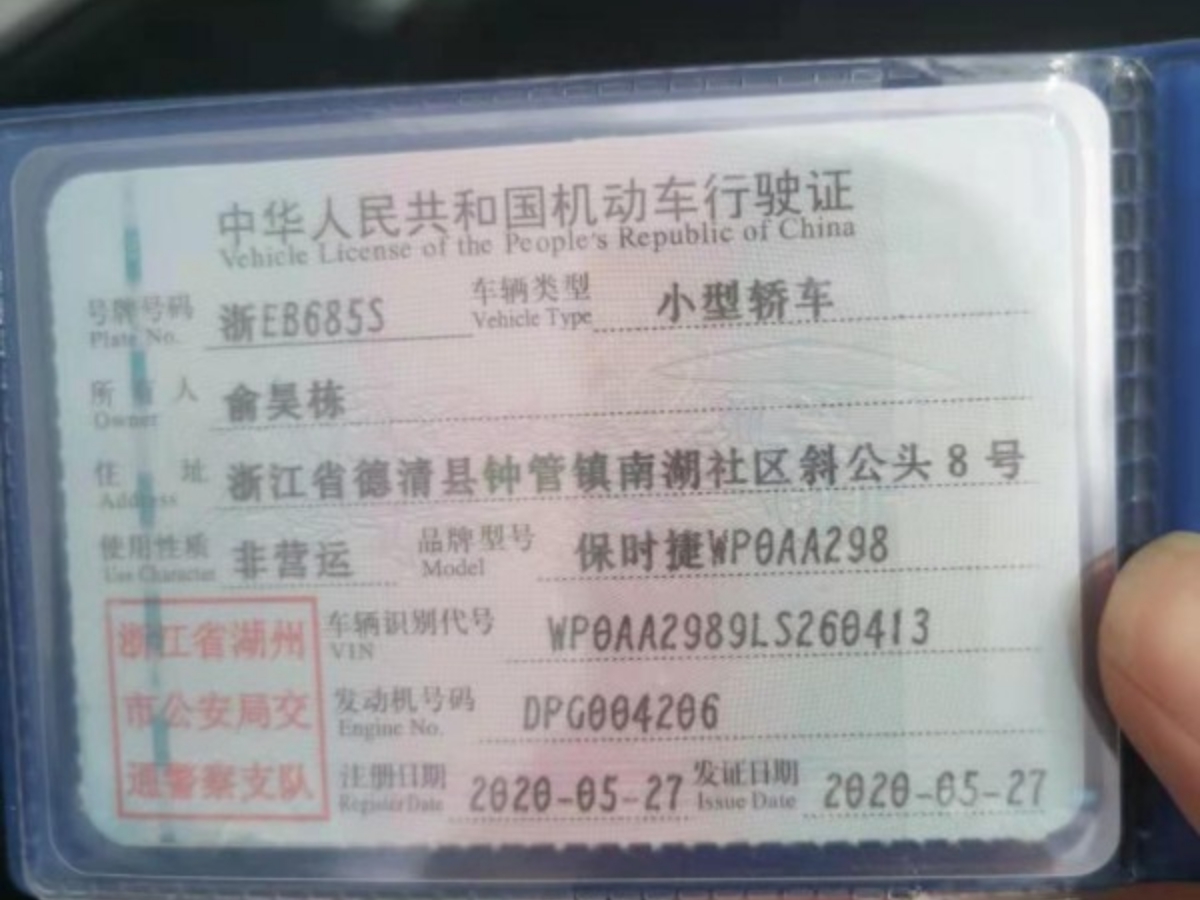 中华人民共和国机动车行驶证
Vehicle License of the People's Republic of China
号牌号码 浙EB685S 车辆类型 小型轿车
Plate No. Vehicle Type
所有人 俞昊栋
Owner
住址 浙江省德清县钟管镇南湖社区斜公头8号
Address
使用性质 非营运 品牌型号 保时捷WP0AA298
Use Character Model
浙江省湖州 车辆识别代号 WP0AA2989LS260413
VIN
市公安局交 发动机号码 DPG004206
Engine No.
通警察支队 注册日期 2020-05-27 发证日期 2020-05-27
Register Date Issue Date